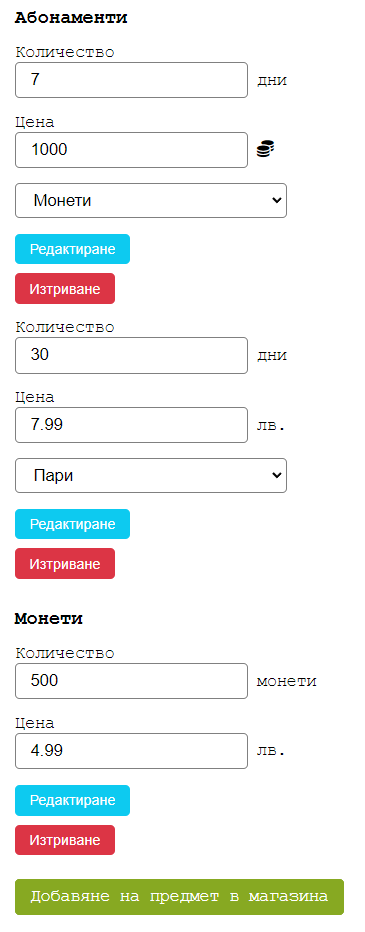 Абонаменти
Количество
7 дни
Цена
1000
Монети
Редактиране
Изтриване
Количество
30 дни
Цена
7.99 лв.
Пари
Редактиране
Изтриване
Монети
Количество
500 монети
Цена
4.99 лв.
Редактиране
Изтриване
Добавяне на предмет в магазина